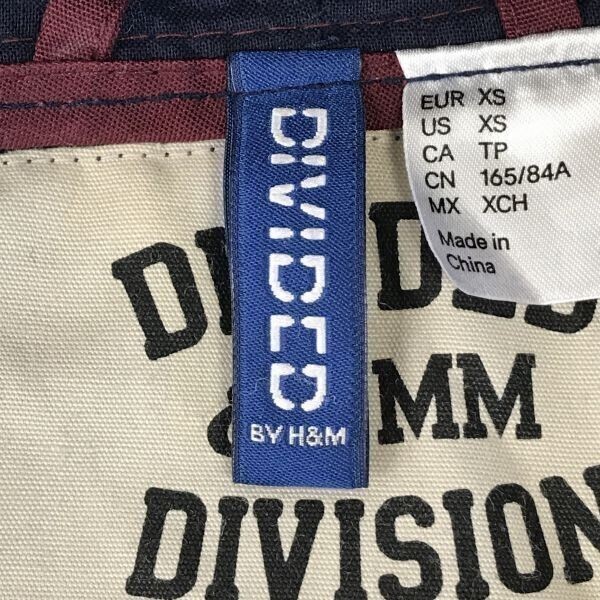 DIVIDED
BY H&M
EUR XS
US XS
CA TP
CN 165/84A
MX XCH
Made in
China
MM
DIVISION